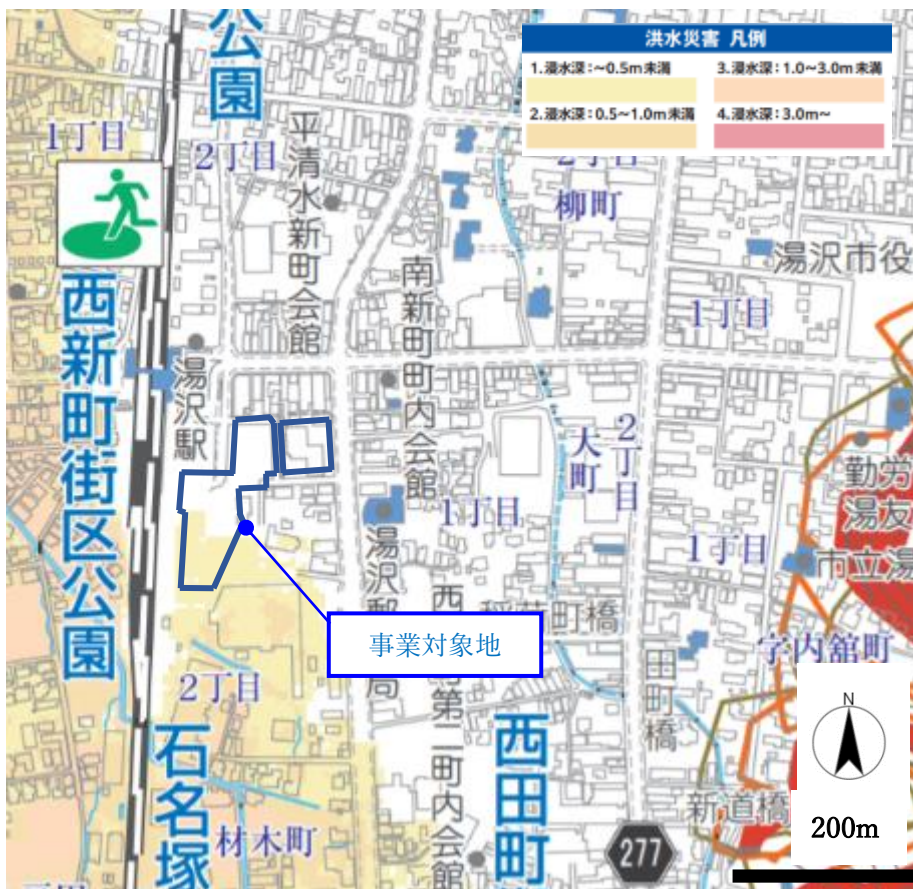 公園
洪水災害 凡例
1.浸水深：～0.5m未満
3.浸水深：1.0～3.0m未満
2.浸水深：0.5～1.0m未満
4.浸水深：3.0m～
1丁目
2丁目
平清水新町会館
2丁目
柳町
湯沢市役
南新町町内会館
1丁目
西新町街区公園
湯沢駅
大町
2丁目
勤労
湯友
1丁目
湯沢郵
局
1丁目
市立湯
事業対象地
町橋
字内舘町
2丁目
田町橋
第二町内会館
石名塚
西田町
材木町
新道橋
277
N
200m